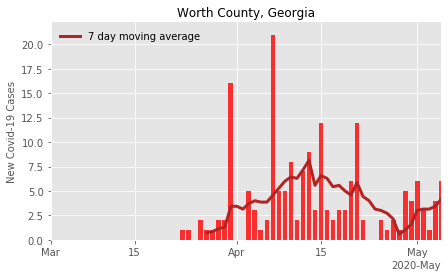 Worth County, Georgia
7 day moving average
New Covid-19 Cases
20.0
17.5
15.0
12.5
10.0
7.5
5.0
2.5
0.0
Mar 15 Apr 15 May
2020-May